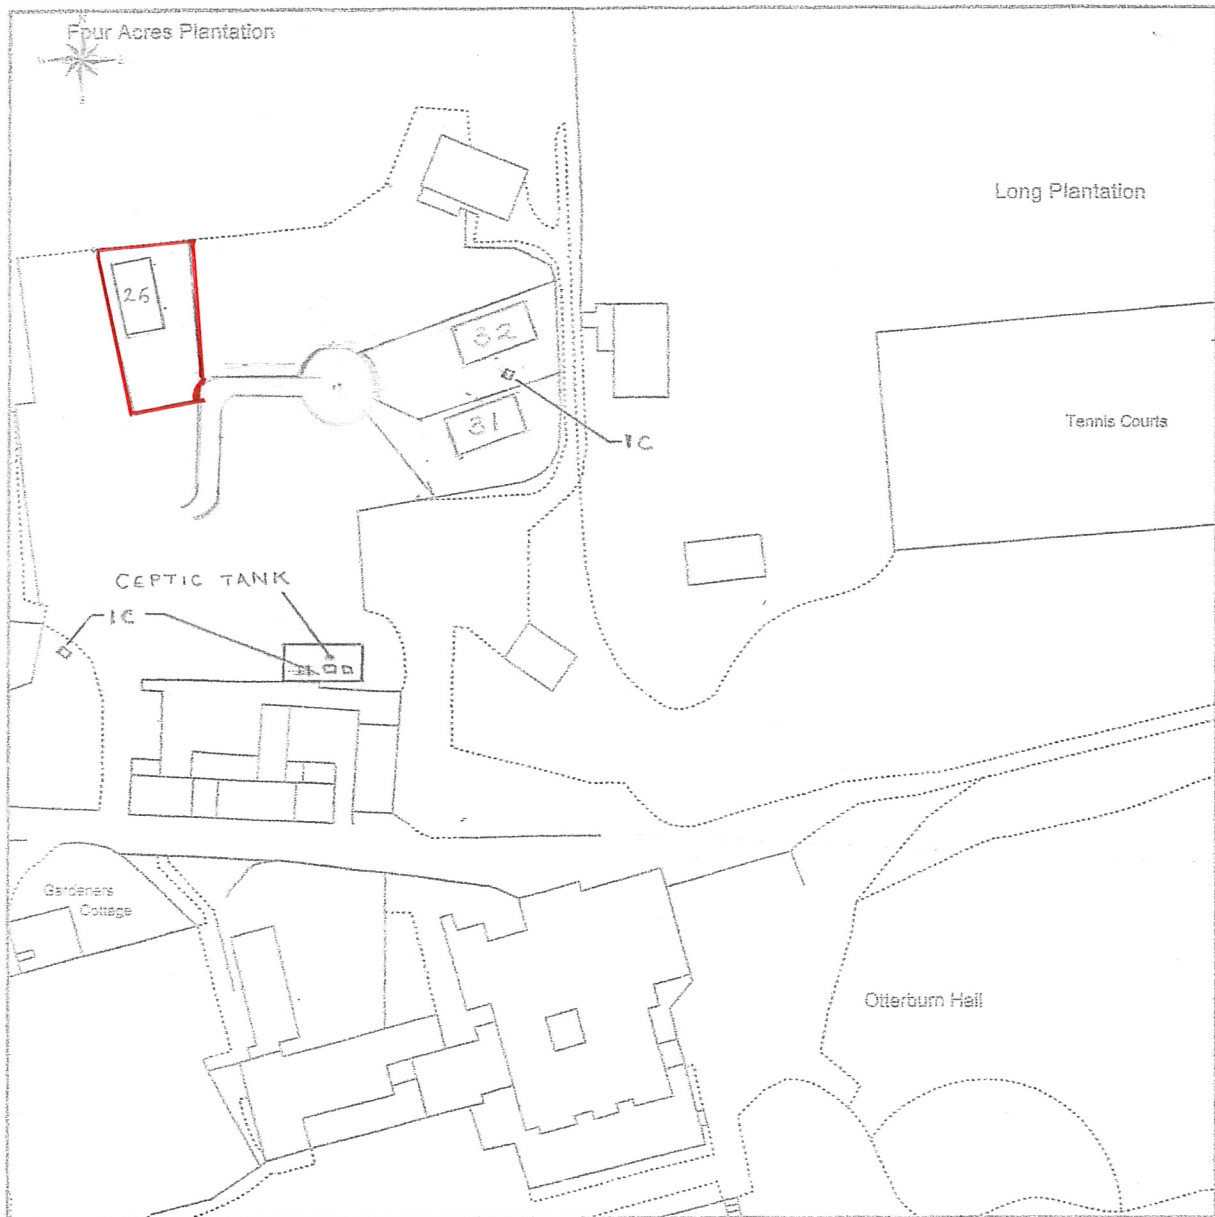 Four Acres Plantation
N
S
Long Plantation
26
32
31
IC
Tennis Courts
CEPTIC TANK
IC
Gardeners
Cottage
Otterburn Hall